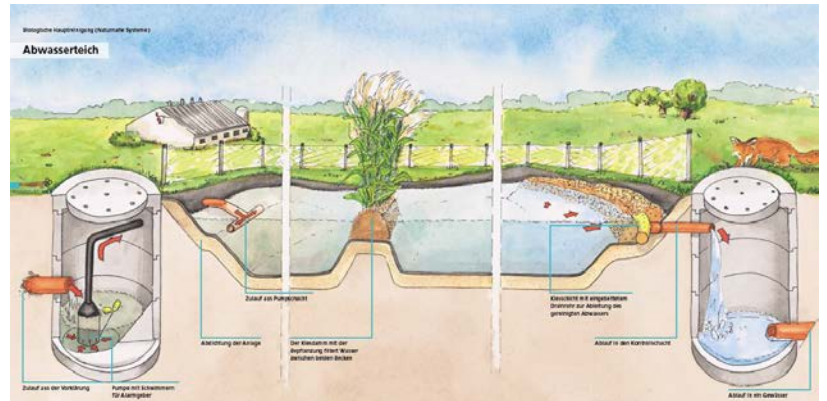 Biologische Hauptreinigung (Naturnahe Systeme)
Abwasserteich
Zulauf aus Pumpschacht
Kiesschicht mit eingebettetem
Drainrohr zur Ableitung des
gereinigten Abwassers
Abdichtung der Anlage
Der Kiesdamm mit der
Bepflanzung filtert Wasser
zwischen beiden Becken
Ablauf in den Kontrollschacht
Zulauf aus der Vorklärung
Pumpe mit Schwimmern
für Alarmgeber
Ablauf in ein Gewässer